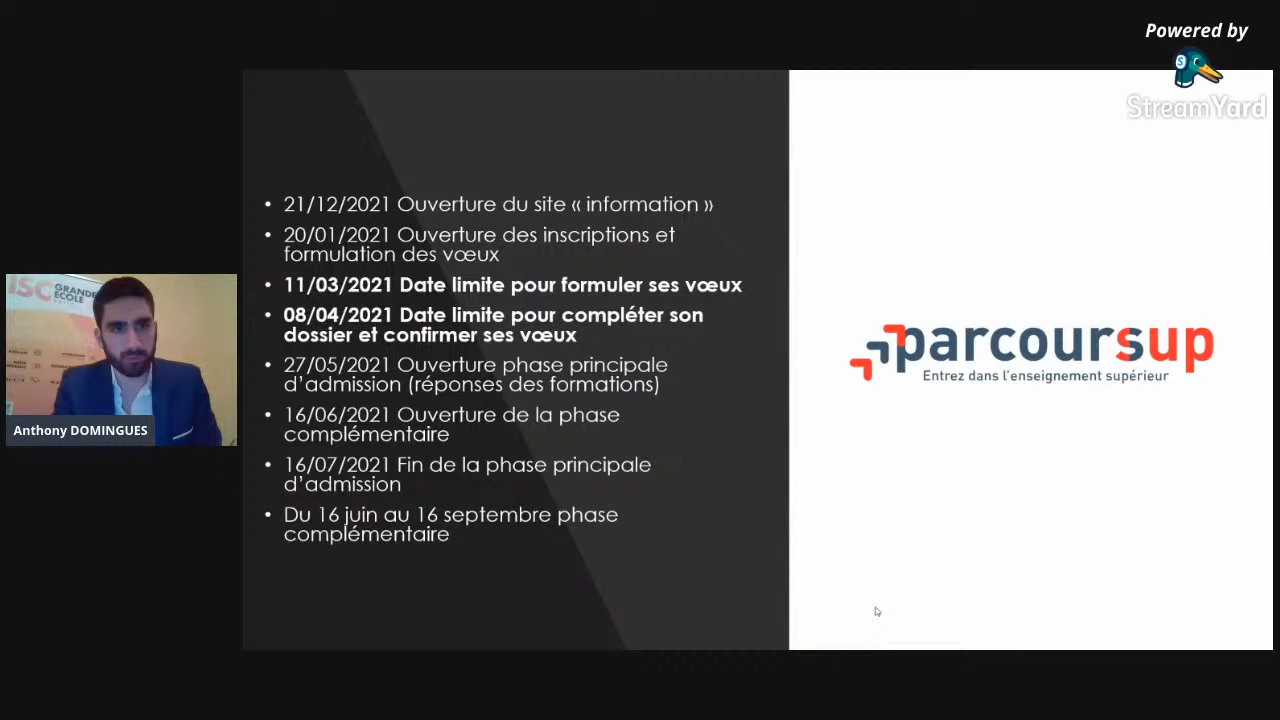 Powered by
StreamYard
• 21/12/2021 Ouverture du site « information »
• 20/01/2021 Ouverture des inscriptions et
formulation des vœux
• 11/03/2021 Date limite pour formuler ses vœux
• 08/04/2021 Date limite pour compléter son
dossier et confirmer ses vœux
• 27/05/2021 Ouverture phase principale
d’admission (réponses des formations)
• 16/06/2021 Ouverture de la phase
complémentaire
• 16/07/2021 Fin de la phase principale
d’admission
• Du 16 juin au 16 septembre phase
complémentaire
ISC GRANDE
ECOLE
Anthony DOMINGUES
parcoursup
Entrez dans l’enseignement supérieur